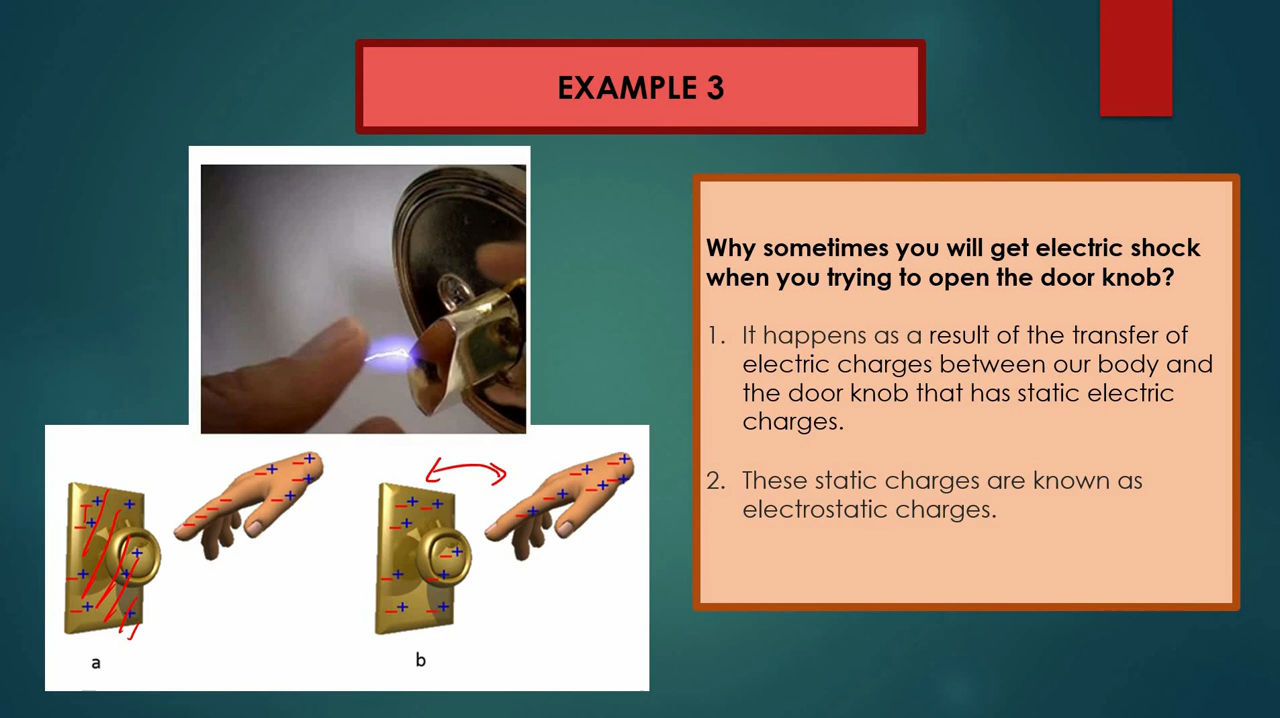 EXAMPLE 3
Why sometimes you will get electric shock
when you trying to open the door knob?
1. It happens as a result of the transfer of
electric charges between our body and
the door knob that has static electric
charges.
2. These static charges are known as
electrostatic charges.
a
b